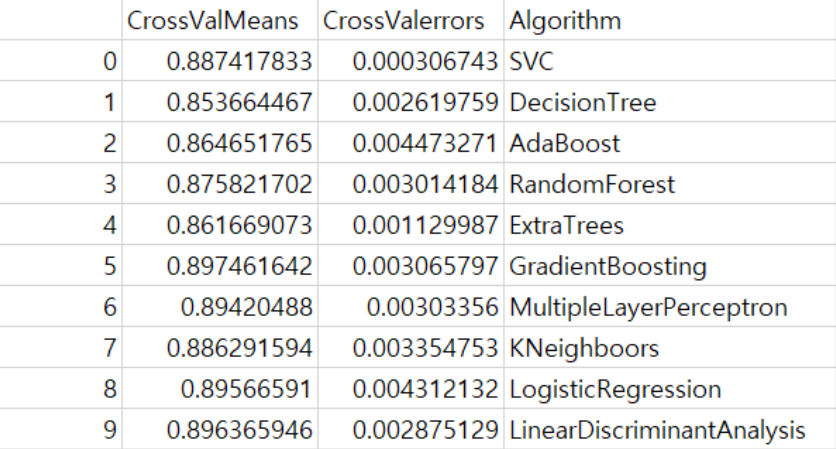 CrossValMeans CrossValerrors Algorithm
0 0.887417833 0.000306743 SVC
1 0.853664467 0.002619759 DecisionTree
2 0.864651765 0.004473271 AdaBoost
3 0.875821702 0.003014184 RandomForest
4 0.861669073 0.001129987 ExtraTrees
5 0.897461642 0.003065797 GradientBoosting
6 0.89420488 0.00303356 MultipleLayerPerceptron
7 0.886291594 0.003354753 KNeighboors
8 0.89566591 0.004312132 LogisticRegression
9 0.896365946 0.002875129 LinearDiscriminantAnalysis